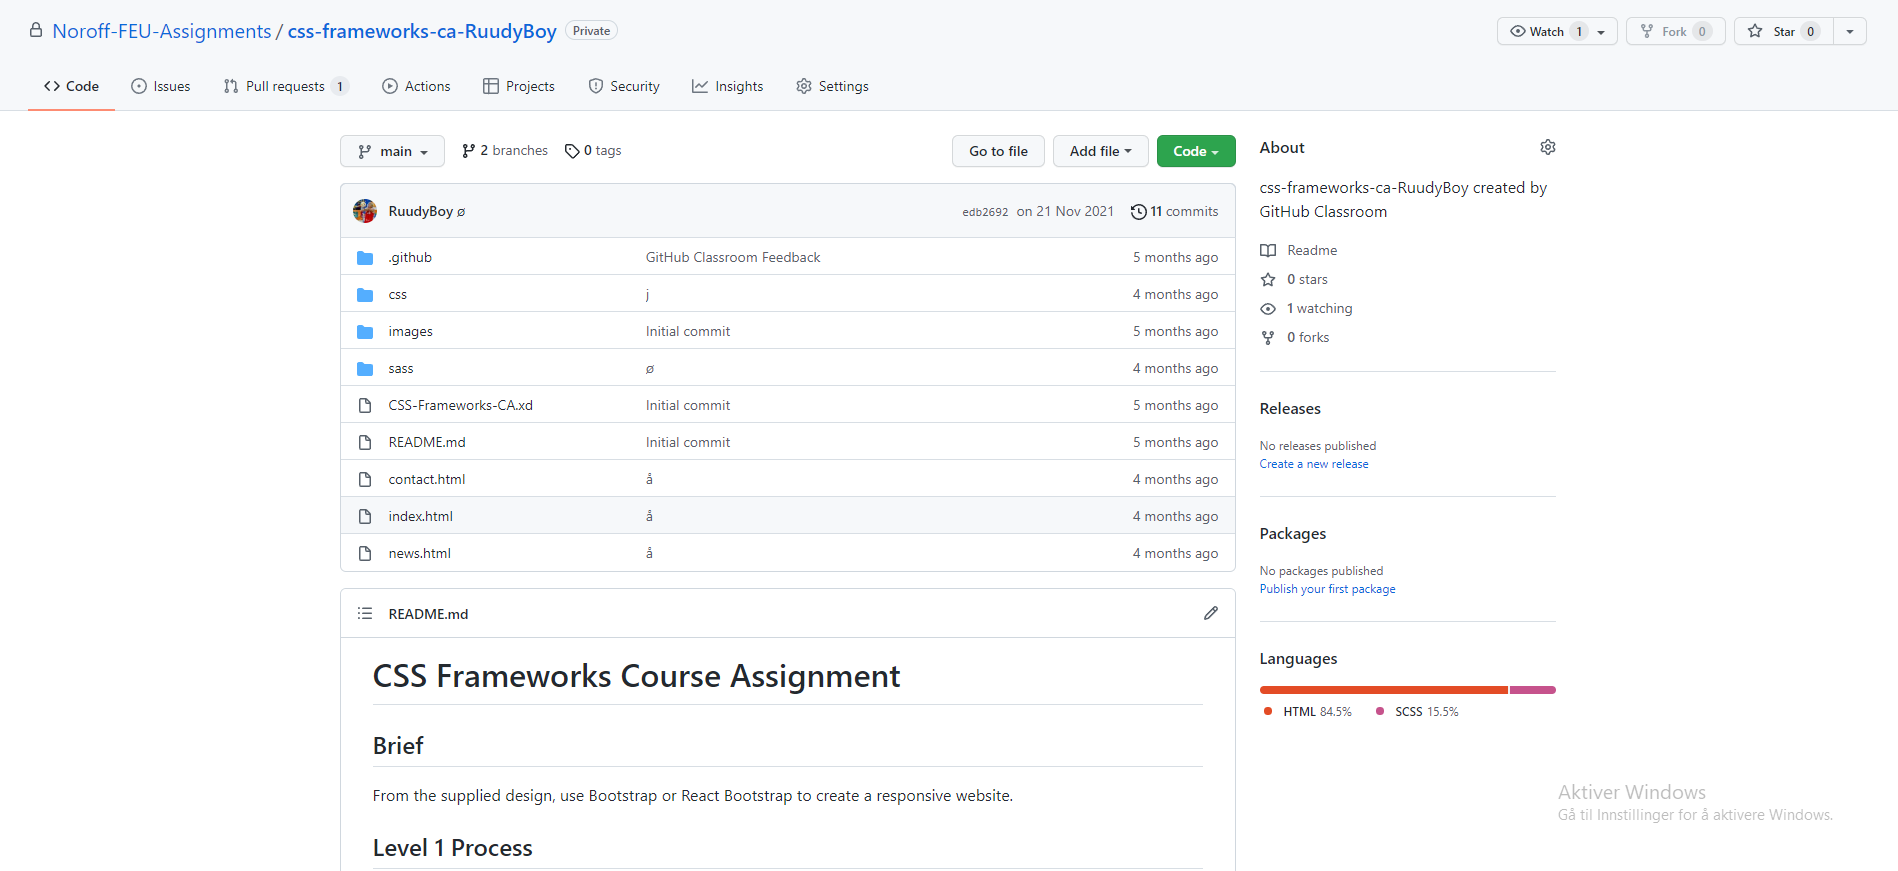 Noroff-FEU-Assignments / css-frameworks-ca-RuudyBoy Private
Watch 1 Fork 0 Star 0
Code Issues Pull requests 1 Actions Projects Security Insights Settings
main 2 branches 0 tags Go to file Add file Code
RuudyBoy ø edb2692 on 21 Nov 2021 11 commits
.github GitHub Classroom Feedback 5 months ago
css j 4 months ago
images Initial commit 5 months ago
sass ø 4 months ago
CSS-Frameworks-CA.xd Initial commit 5 months ago
README.md Initial commit 5 months ago
contact.html å 4 months ago
index.html å 4 months ago
news.html å 4 months ago
README.md
CSS Frameworks Course Assignment
Brief
From the supplied design, use Bootstrap or React Bootstrap to create a responsive website.
Level 1 Process
About
css-frameworks-ca-RuudyBoy created by
GitHub Classroom
Readme
0 stars
1 watching
0 forks
Releases
No releases published
Create a new release
Packages
No packages published
Publish your first package
Languages
HTML 84.5% SCSS 15.5%
Aktiver Windows
Gå til Innstillinger for å aktivere Windows.